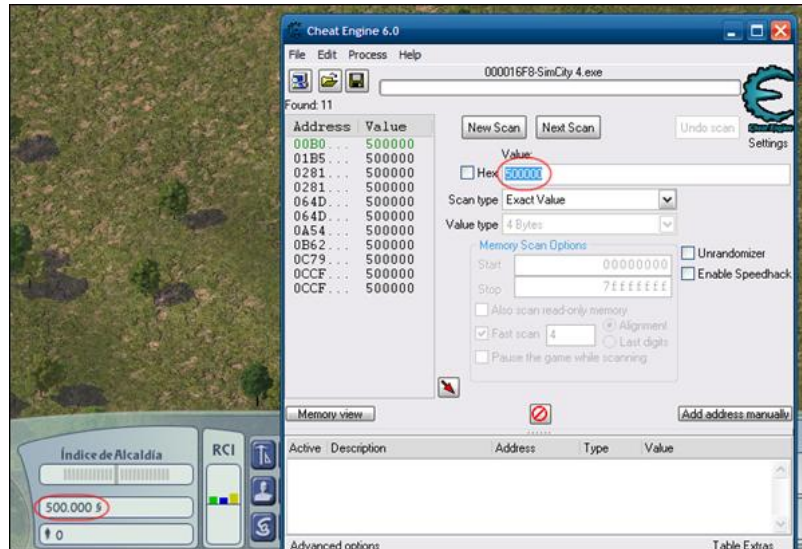 Cheat Engine 6.0
File Edit Process Help
000016F8-SimCity 4.exe
Found: 11
Address Value
00B0... 500000
01B5... 500000
0281... 500000
0281... 500000
064D... 500000
064D... 500000
0A54... 500000
0B62... 500000
0C79... 500000
0CCF... 500000
0CCF... 500000
New Scan Next Scan Undo scan
Cheat Engine
Settings
Value:
Hex 500000
Scan type Exact Value
Value type 4 Bytes
Memory Scan Options
Start 00000000
Stop 7fffffff
Also scan read-only memory
Fast scan 4 Alignment
Last digits
Pause the game while scanning
Unrandomizer
Enable Speedhack
Memory view Add address manually
Active Description Address Type Value
Advanced options Table Extras
Índice de Alcaldía RCI
500.000 §
0